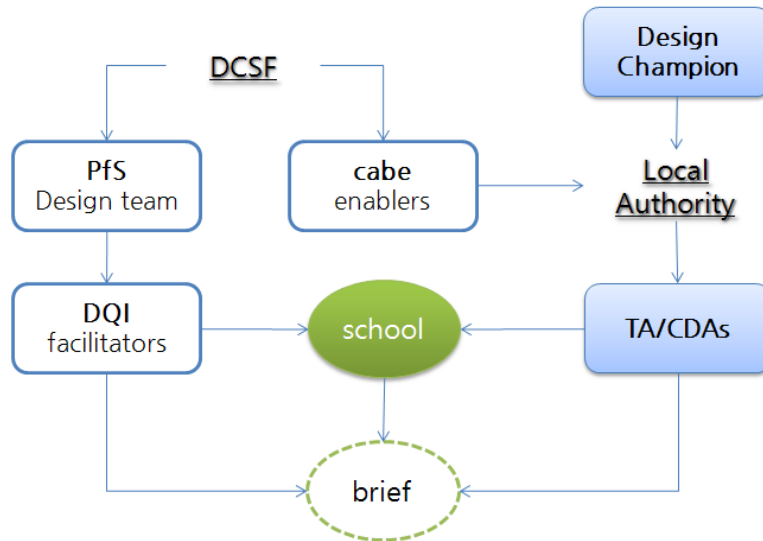 DCSF
Design
Champion
PfS
Design team
cabe
enablers
Local
Authority
DQI
facilitators
school
TA/CDAs
brief